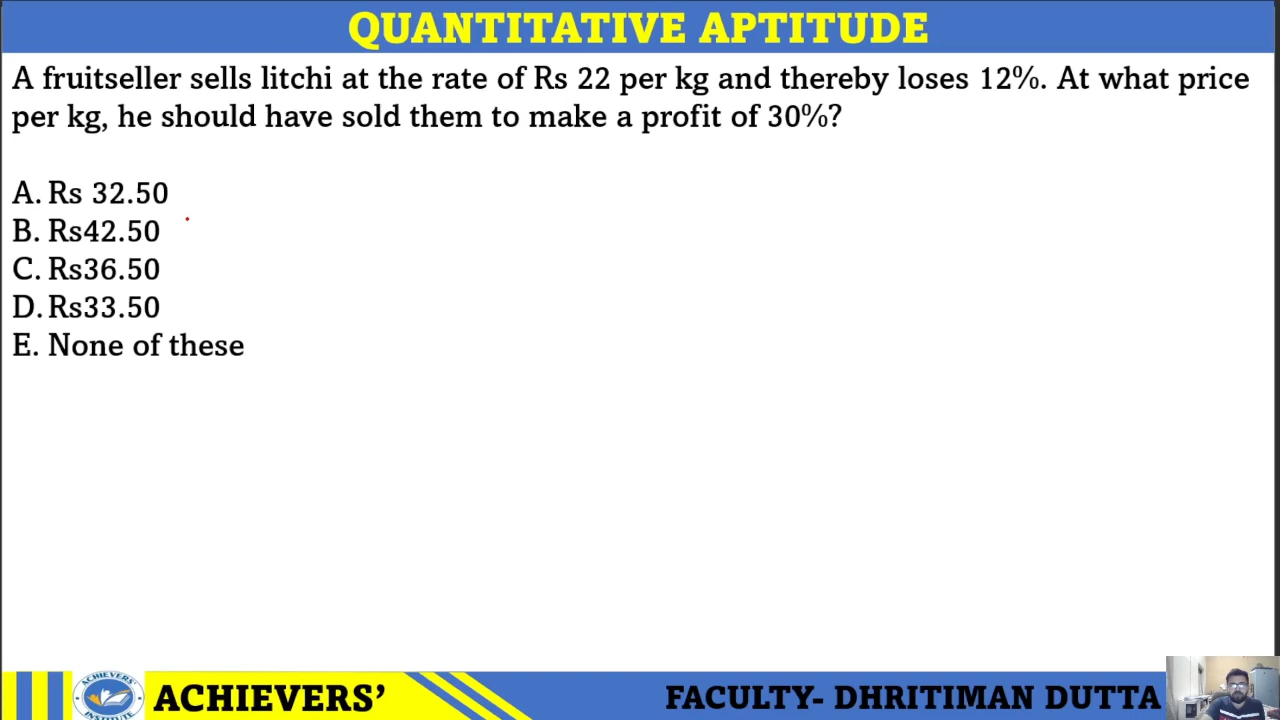 QUANTITATIVE APTITUDE
A fruitseller sells litchi at the rate of Rs 22 per kg and thereby loses 12%. At what price
per kg, he should have sold them to make a profit of 30%?
A. Rs 32.50
B. Rs42.50
C. Rs36.50
D. Rs33.50
E. None of these
ACHIEVERS'
INSTITUTE
ACHIEVERS’
FACULTY- DHRITIMAN DUTTA